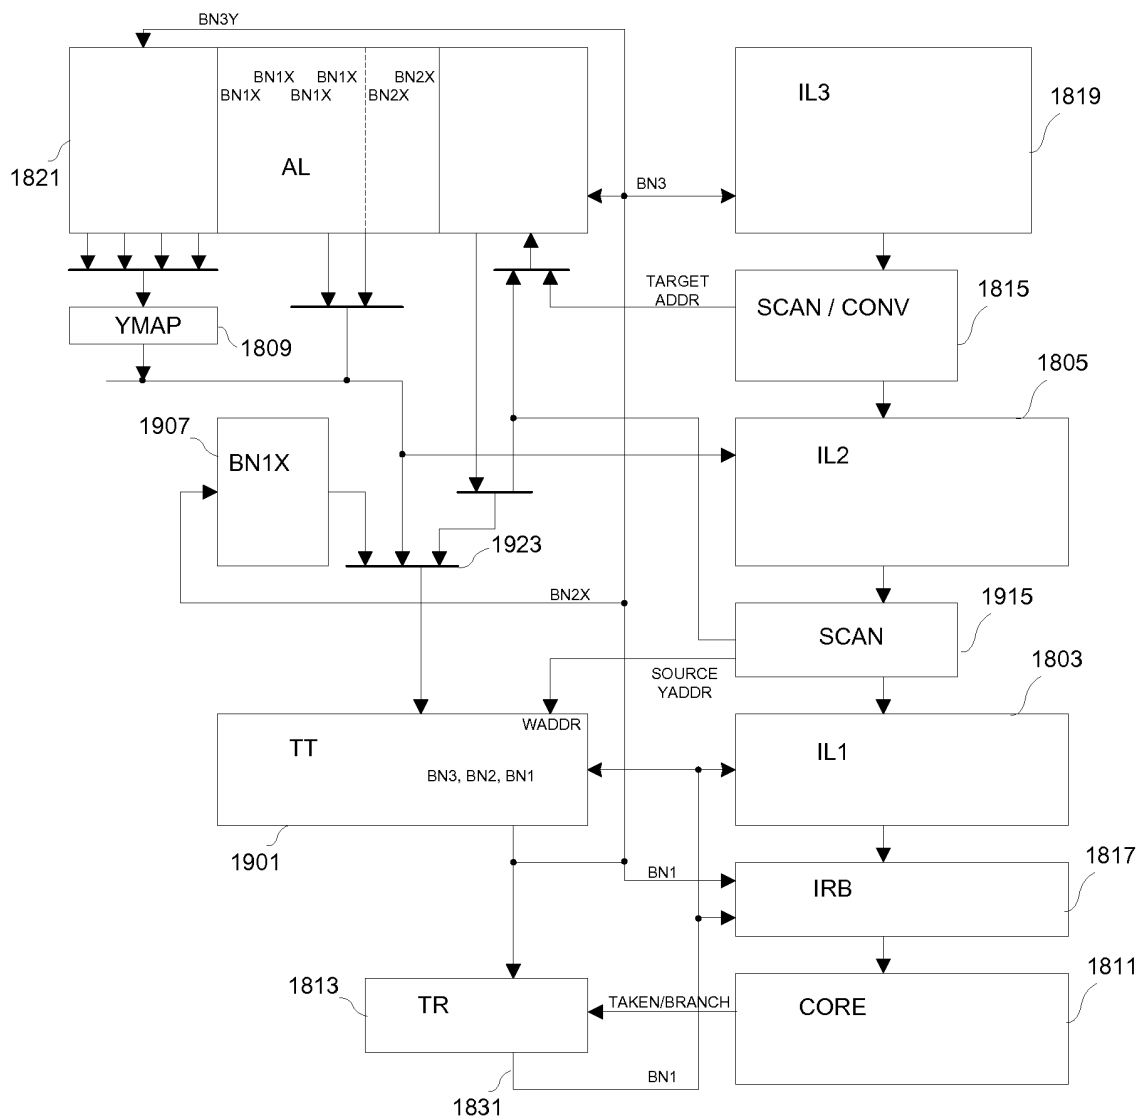 BN3Y
BN1X BN1X BN2X
BN1X BN1X BN2X
IL3
1819
1821
AL
BN3
TARGET
ADDR
SCAN / CONV
1815
YMAP
1809
1805
1907
BN1X
IL2
1923
BN2X
1915
SCAN
SOURCE
YADDR
1803
WADDR
TT
IL1
BN3, BN2, BN1
1901
BN1
1817
IRB
1813
TR
TAKEN/BRANCH
CORE
1811
BN1
1831